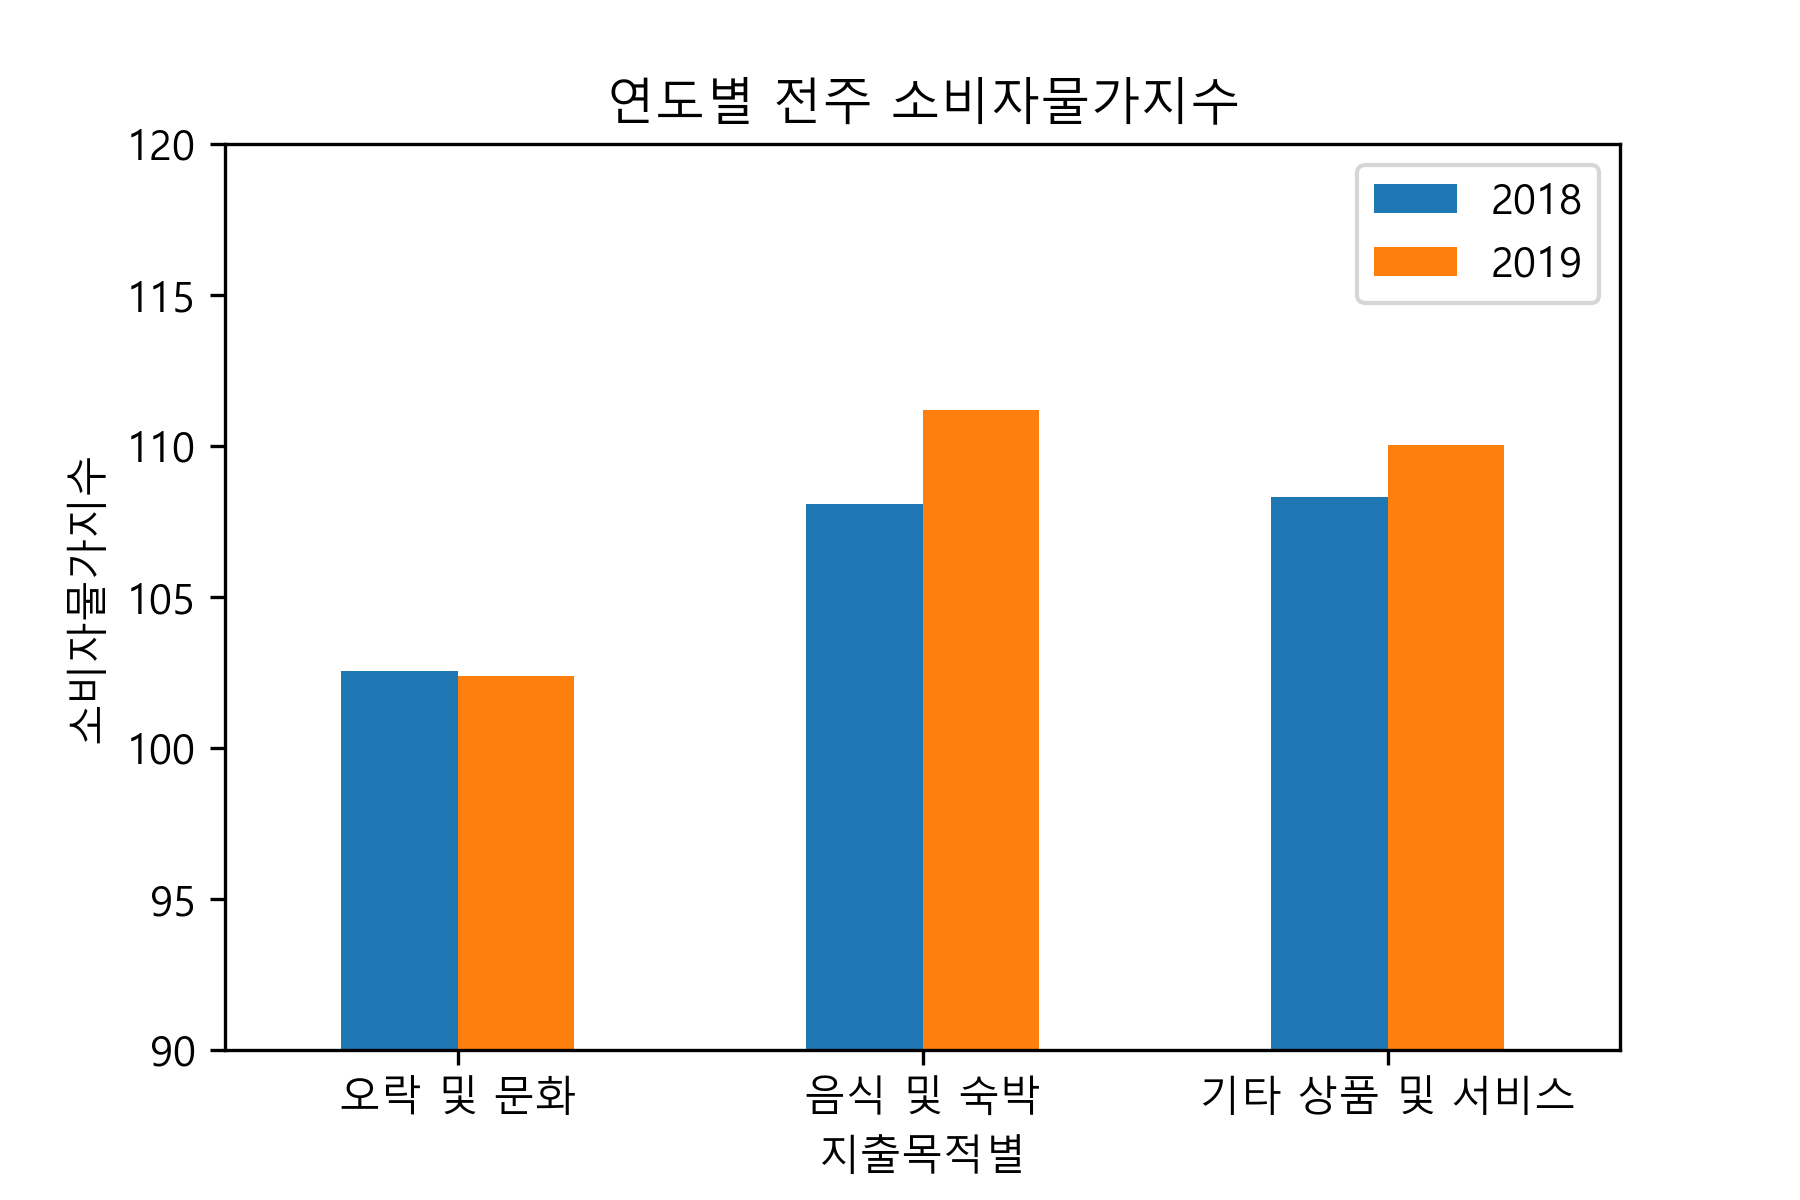 연도별 전주 소비자물가지수
120
115
110
105
100
95
90
소비자물가지수
2018
2019
오락 및 문화
음식 및 숙박
기타 상품 및 서비스
지출목적별